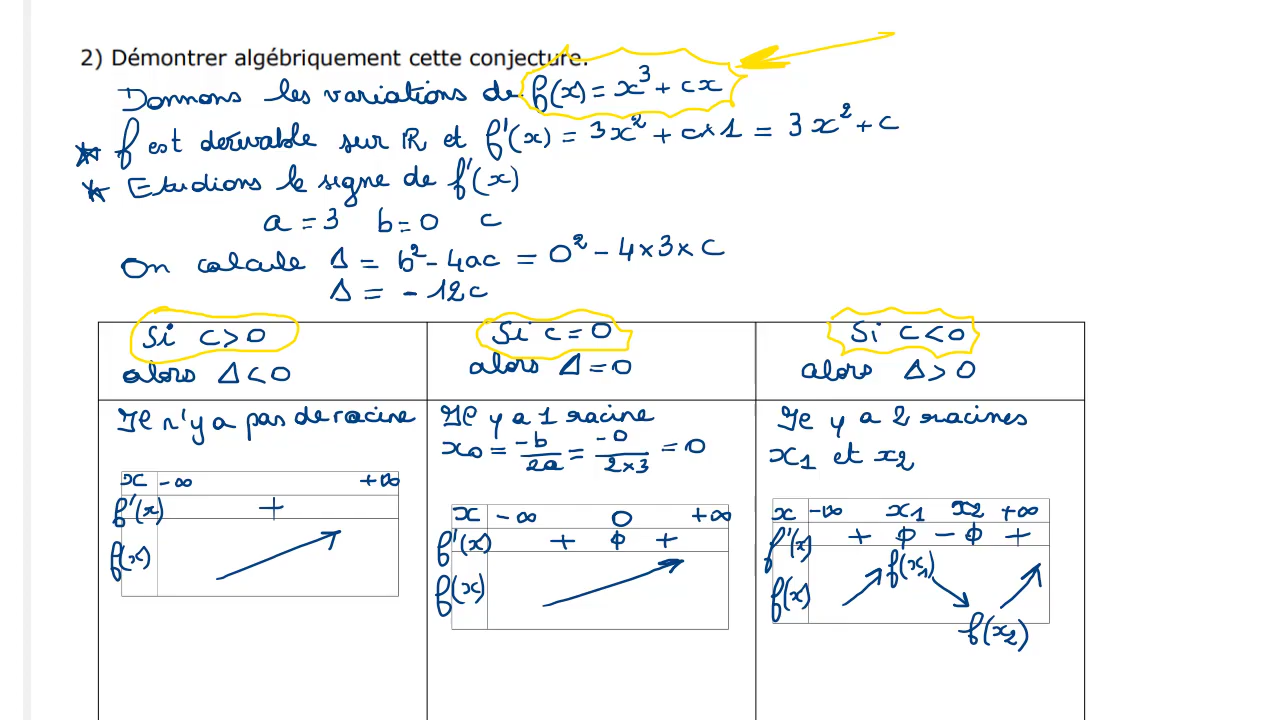 2) Démontrer algébriquement cette conjecture.
Donnons les variations de f(x) = x³ + cx
* f est dérivable sur ℝ et f'(x) = 3x² + c×1 = 3x² + c
* Etudions le signe de f'(x)
a = 3 b = 0 c
On calcule Δ = b² - 4ac = 0² - 4×3×c
Δ = -12c
Si c > 0
alors Δ < 0
Il n'y a pas de racine
x -∞ +∞
f'(x) +
f(x)
Si c = 0
alors Δ = 0
Il y a 1 racine
x0 = -b/2a = -0/2×3 = 0
x -∞ 0 +∞
f'(x) + 0 +
f(x)
Si c < 0
alors Δ > 0
Il y a 2 racines
x1 et x2
x -∞ x1 x2 +∞
f'(x) + 0 - 0 +
f(x) f(x1) f(x2)